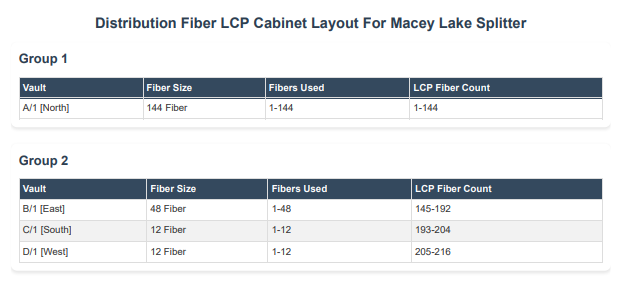 Distribution Fiber LCP Cabinet Layout For Macey Lake Splitter
Group 1
Vault Fiber Size Fibers Used LCP Fiber Count
A/1 [North] 144 Fiber 1-144 1-144
Group 2
Vault Fiber Size Fibers Used LCP Fiber Count
B/1 [East] 48 Fiber 1-48 145-192
C/1 [South] 12 Fiber 1-12 193-204
D/1 [West] 12 Fiber 1-12 205-216